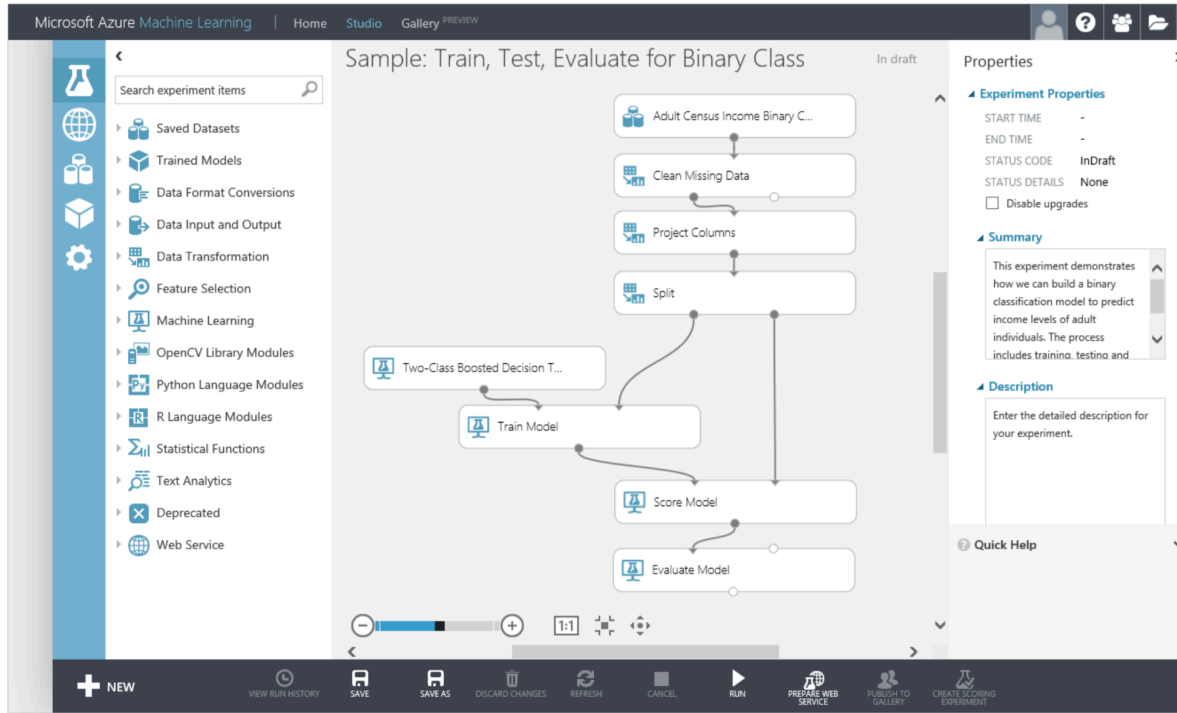 Microsoft Azure Machine Learning | Home Studio Gallery PREVIEW
Search experiment items
Saved Datasets
Trained Models
Data Format Conversions
Data Input and Output
Data Transformation
Feature Selection
Machine Learning
OpenCV Library Modules
Python Language Modules
R Language Modules
Statistical Functions
Text Analytics
Deprecated
Web Service
Sample: Train, Test, Evaluate for Binary Class
In draft
Adult Census Income Binary C...
Clean Missing Data
Project Columns
Split
Two-Class Boosted Decision T...
Train Model
Score Model
Evaluate Model
1:1
Properties
Experiment Properties
START TIME -
END TIME -
STATUS CODE InDraft
STATUS DETAILS None
Disable upgrades
Summary
This experiment demonstrates
how we can build a binary
classification model to predict
income levels of adult
individuals. The process
includes training, testing and
Description
Enter the detailed description for
your experiment.
Quick Help
NEW
VIEW RUN HISTORY
SAVE
SAVE AS
DISCARD CHANGES
REFRESH
CANCEL
RUN
PREPARE WEB
SERVICE
PUBLISH TO
GALLERY
CREATE SCORING
EXPERIMENT